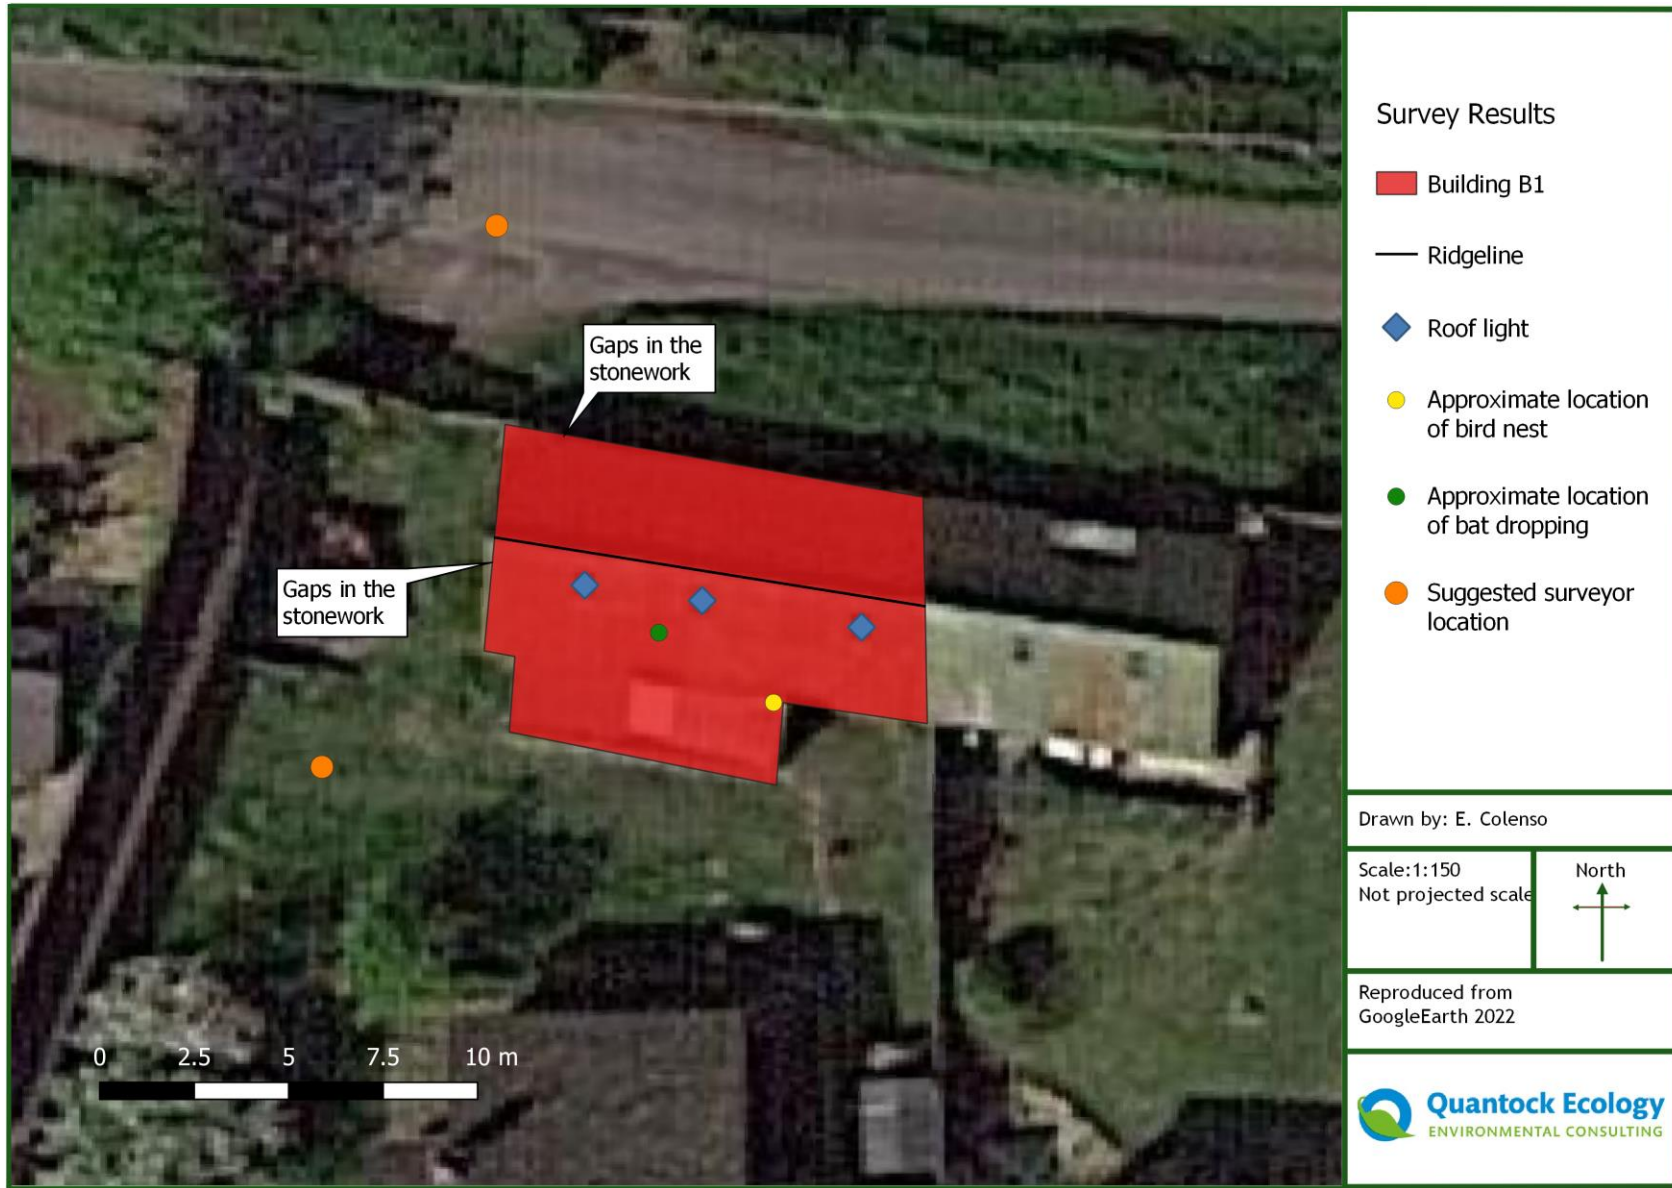 Gaps in the
stonework
Gaps in the
stonework
0 2.5 5 7.5 10 m
Survey Results
Building B1
Ridgeline
Roof light
Approximate location
of bird nest
Approximate location
of bat dropping
Suggested surveyor
location
Drawn by: E. Colenso
Scale:1:150
Not projected scale
North
Reproduced from
GoogleEarth 2022
Quantock Ecology
ENVIRONMENTAL CONSULTING